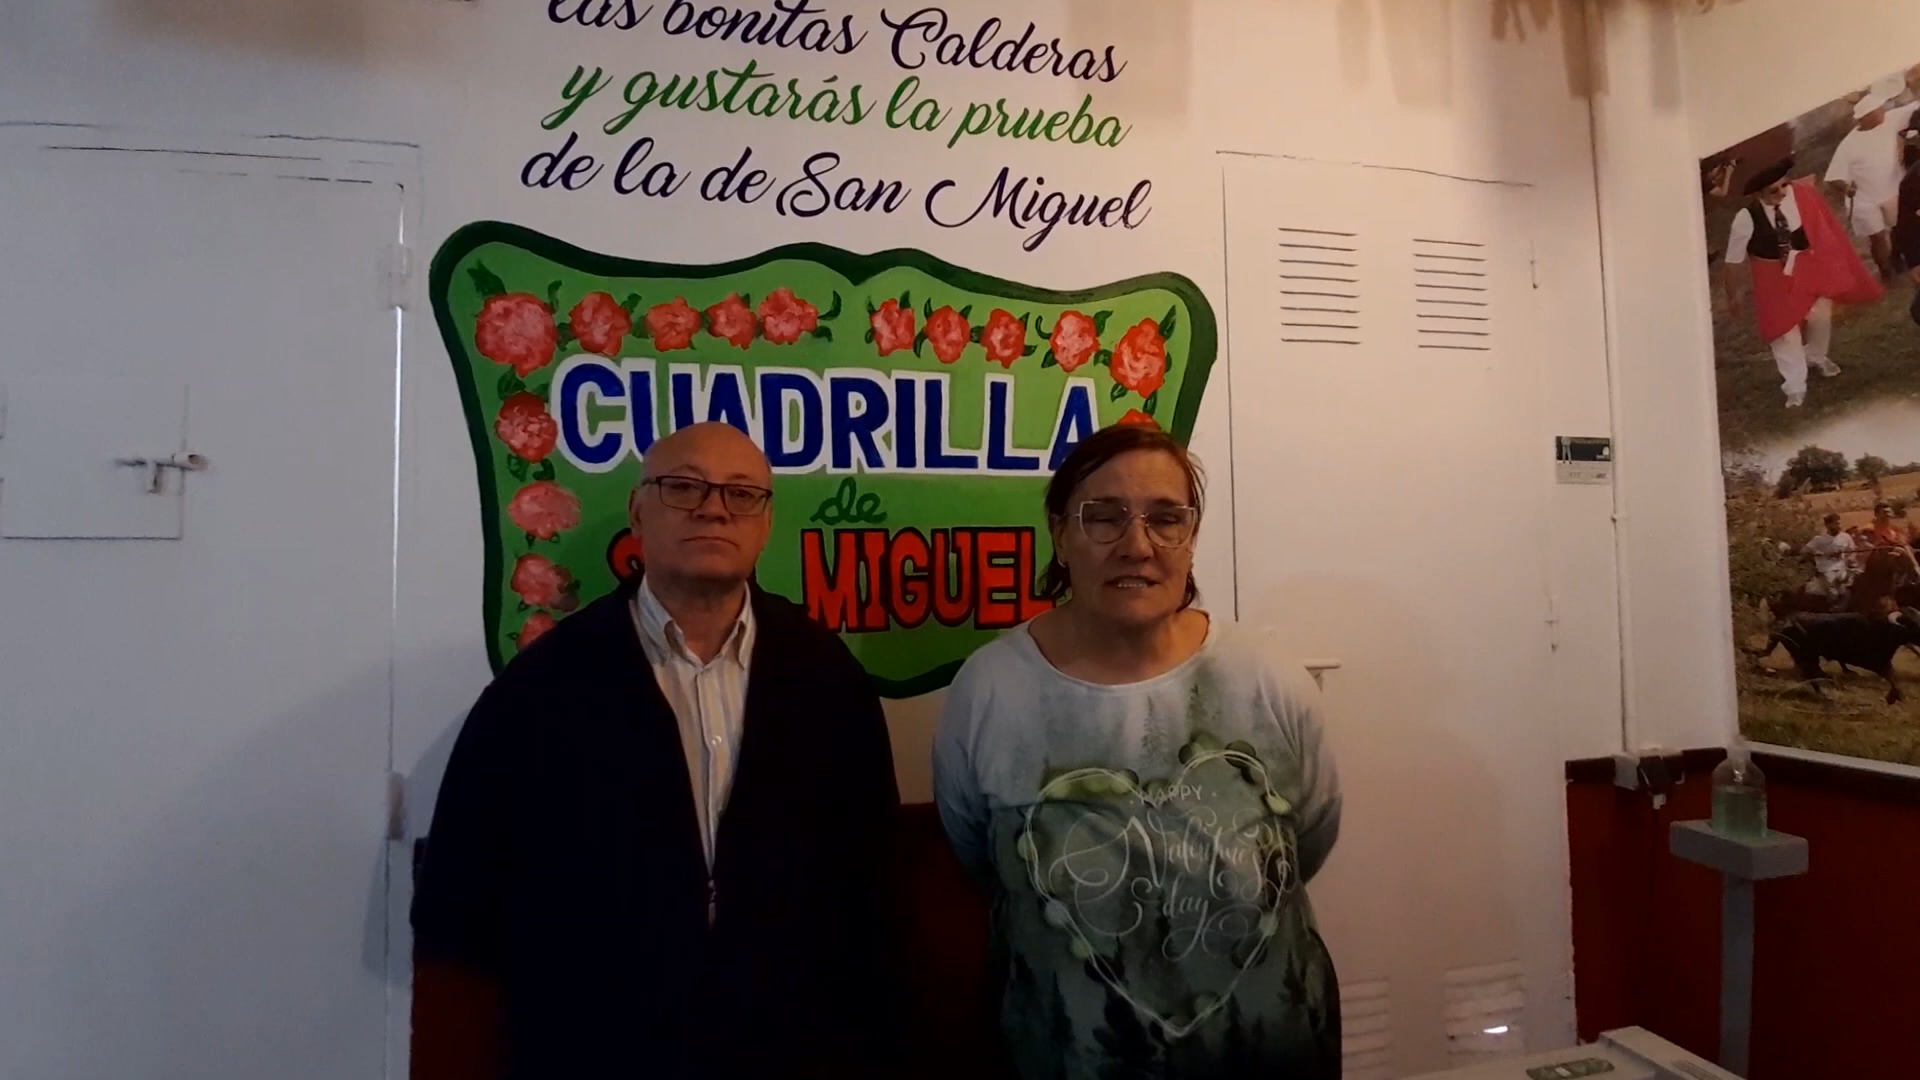 las bonitas Calderas
y gustarás la prueba
de la de San Miguel
CUADRILLA
de
MIGUEL
HAPPY
Valentine's
day